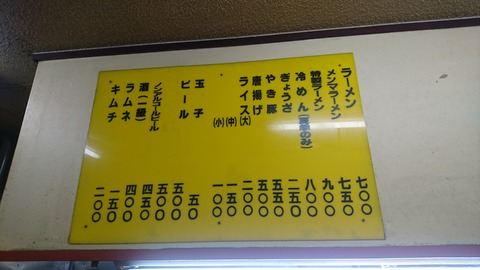 ラーメン 七〇〇
メンマラーメン 七五〇
特製ラーメン 九〇〇
冷めん(夏季のみ) 八〇〇
ぎょうざ 二五〇
やき豚 五五〇
唐揚げ 五五〇
ライス(大) 二〇〇
(中) 一五〇
(小) 一〇〇
玉子 五〇
ビール 五五〇
ノンアルコールビール 四五〇
酒(二級) 四〇〇
ラムネ 一五〇
キムチ 二〇〇